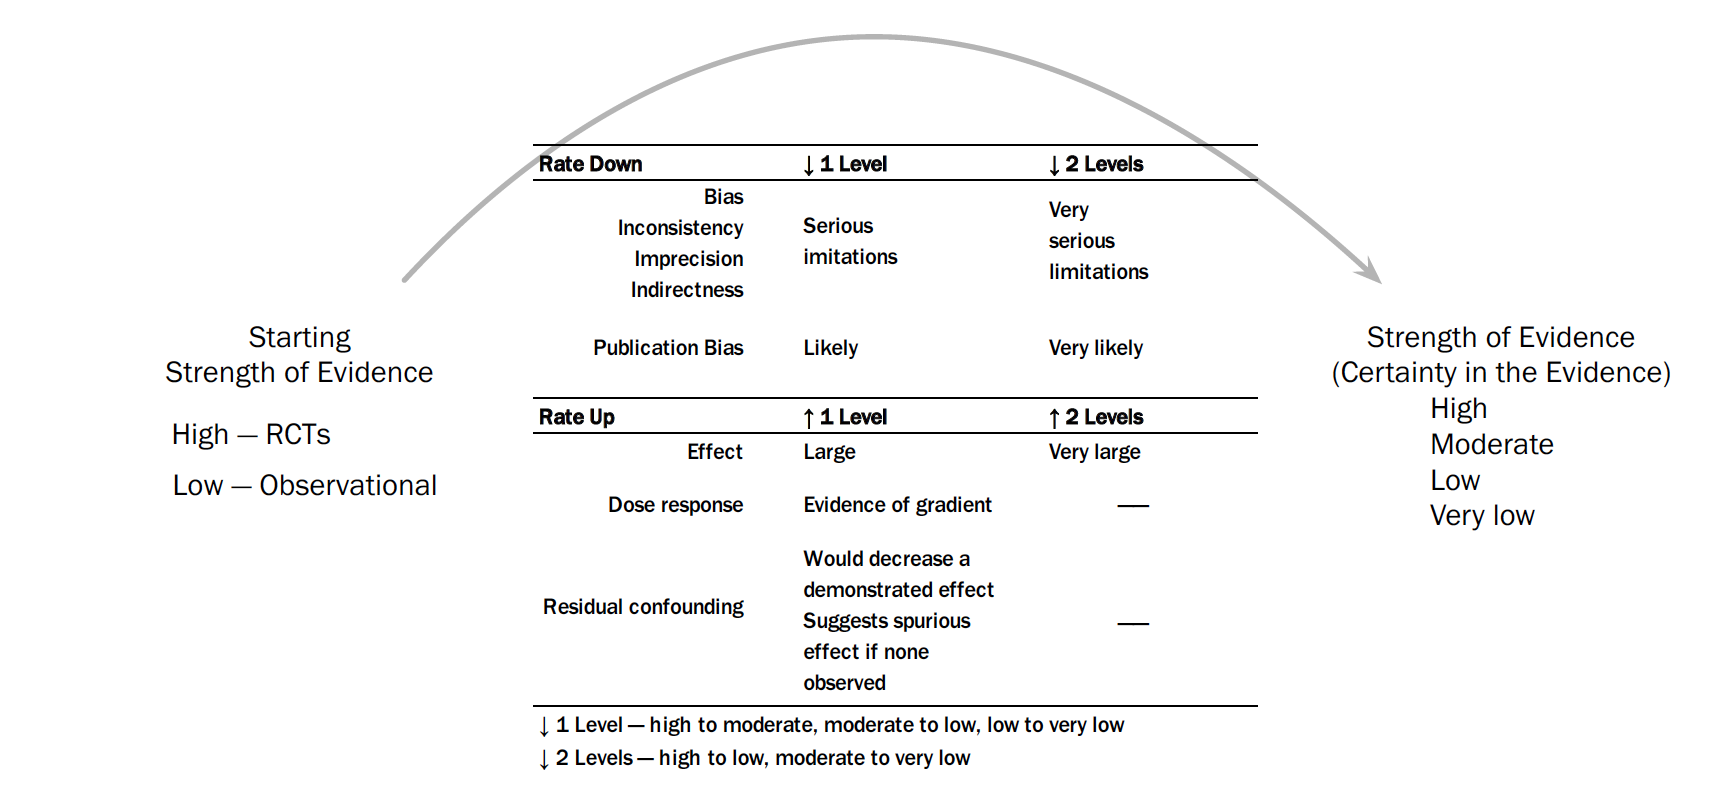 Rate Down ↓ 1 Level ↓ 2 Levels
Bias
Inconsistency
Imprecision
Indirectness
Serious
imitations
Very
serious
limitations
Publication Bias Likely Very likely
Rate Up ↑ 1 Level ↑ 2 Levels
Effect Large Very large
Dose response Evidence of gradient —
Residual confounding
Would decrease a
demonstrated effect
Suggests spurious
effect if none
observed
—
↓ 1 Level — high to moderate, moderate to low, low to very low
↓ 2 Levels — high to low, moderate to very low
Starting
Strength of Evidence
High — RCTs
Low — Observational
Strength of Evidence
(Certainty in the Evidence)
High
Moderate
Low
Very low